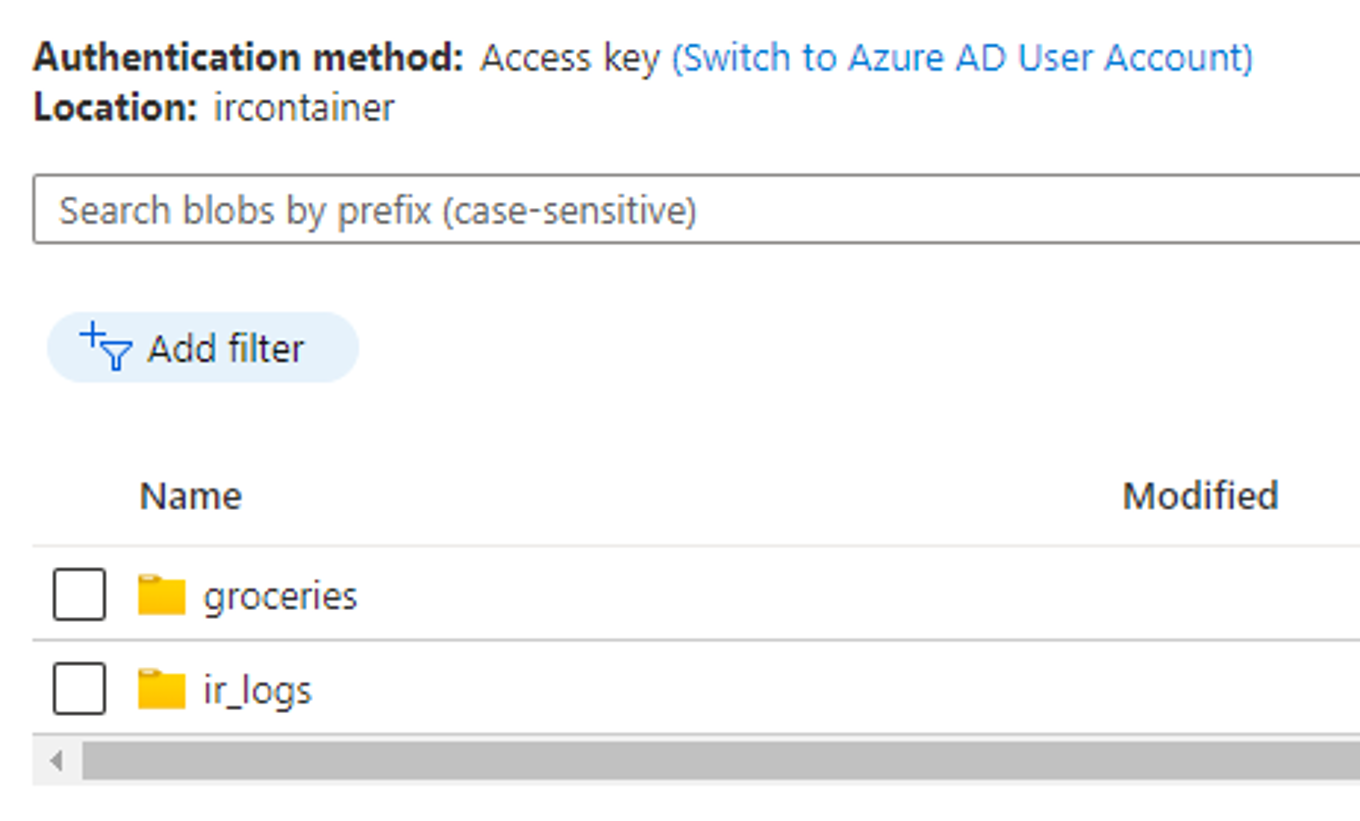 Authentication method: Access key (Switch to Azure AD User Account)
Location: ircontainer
Search blobs by prefix (case-sensitive)
Add filter
Name Modified
groceries
ir_logs